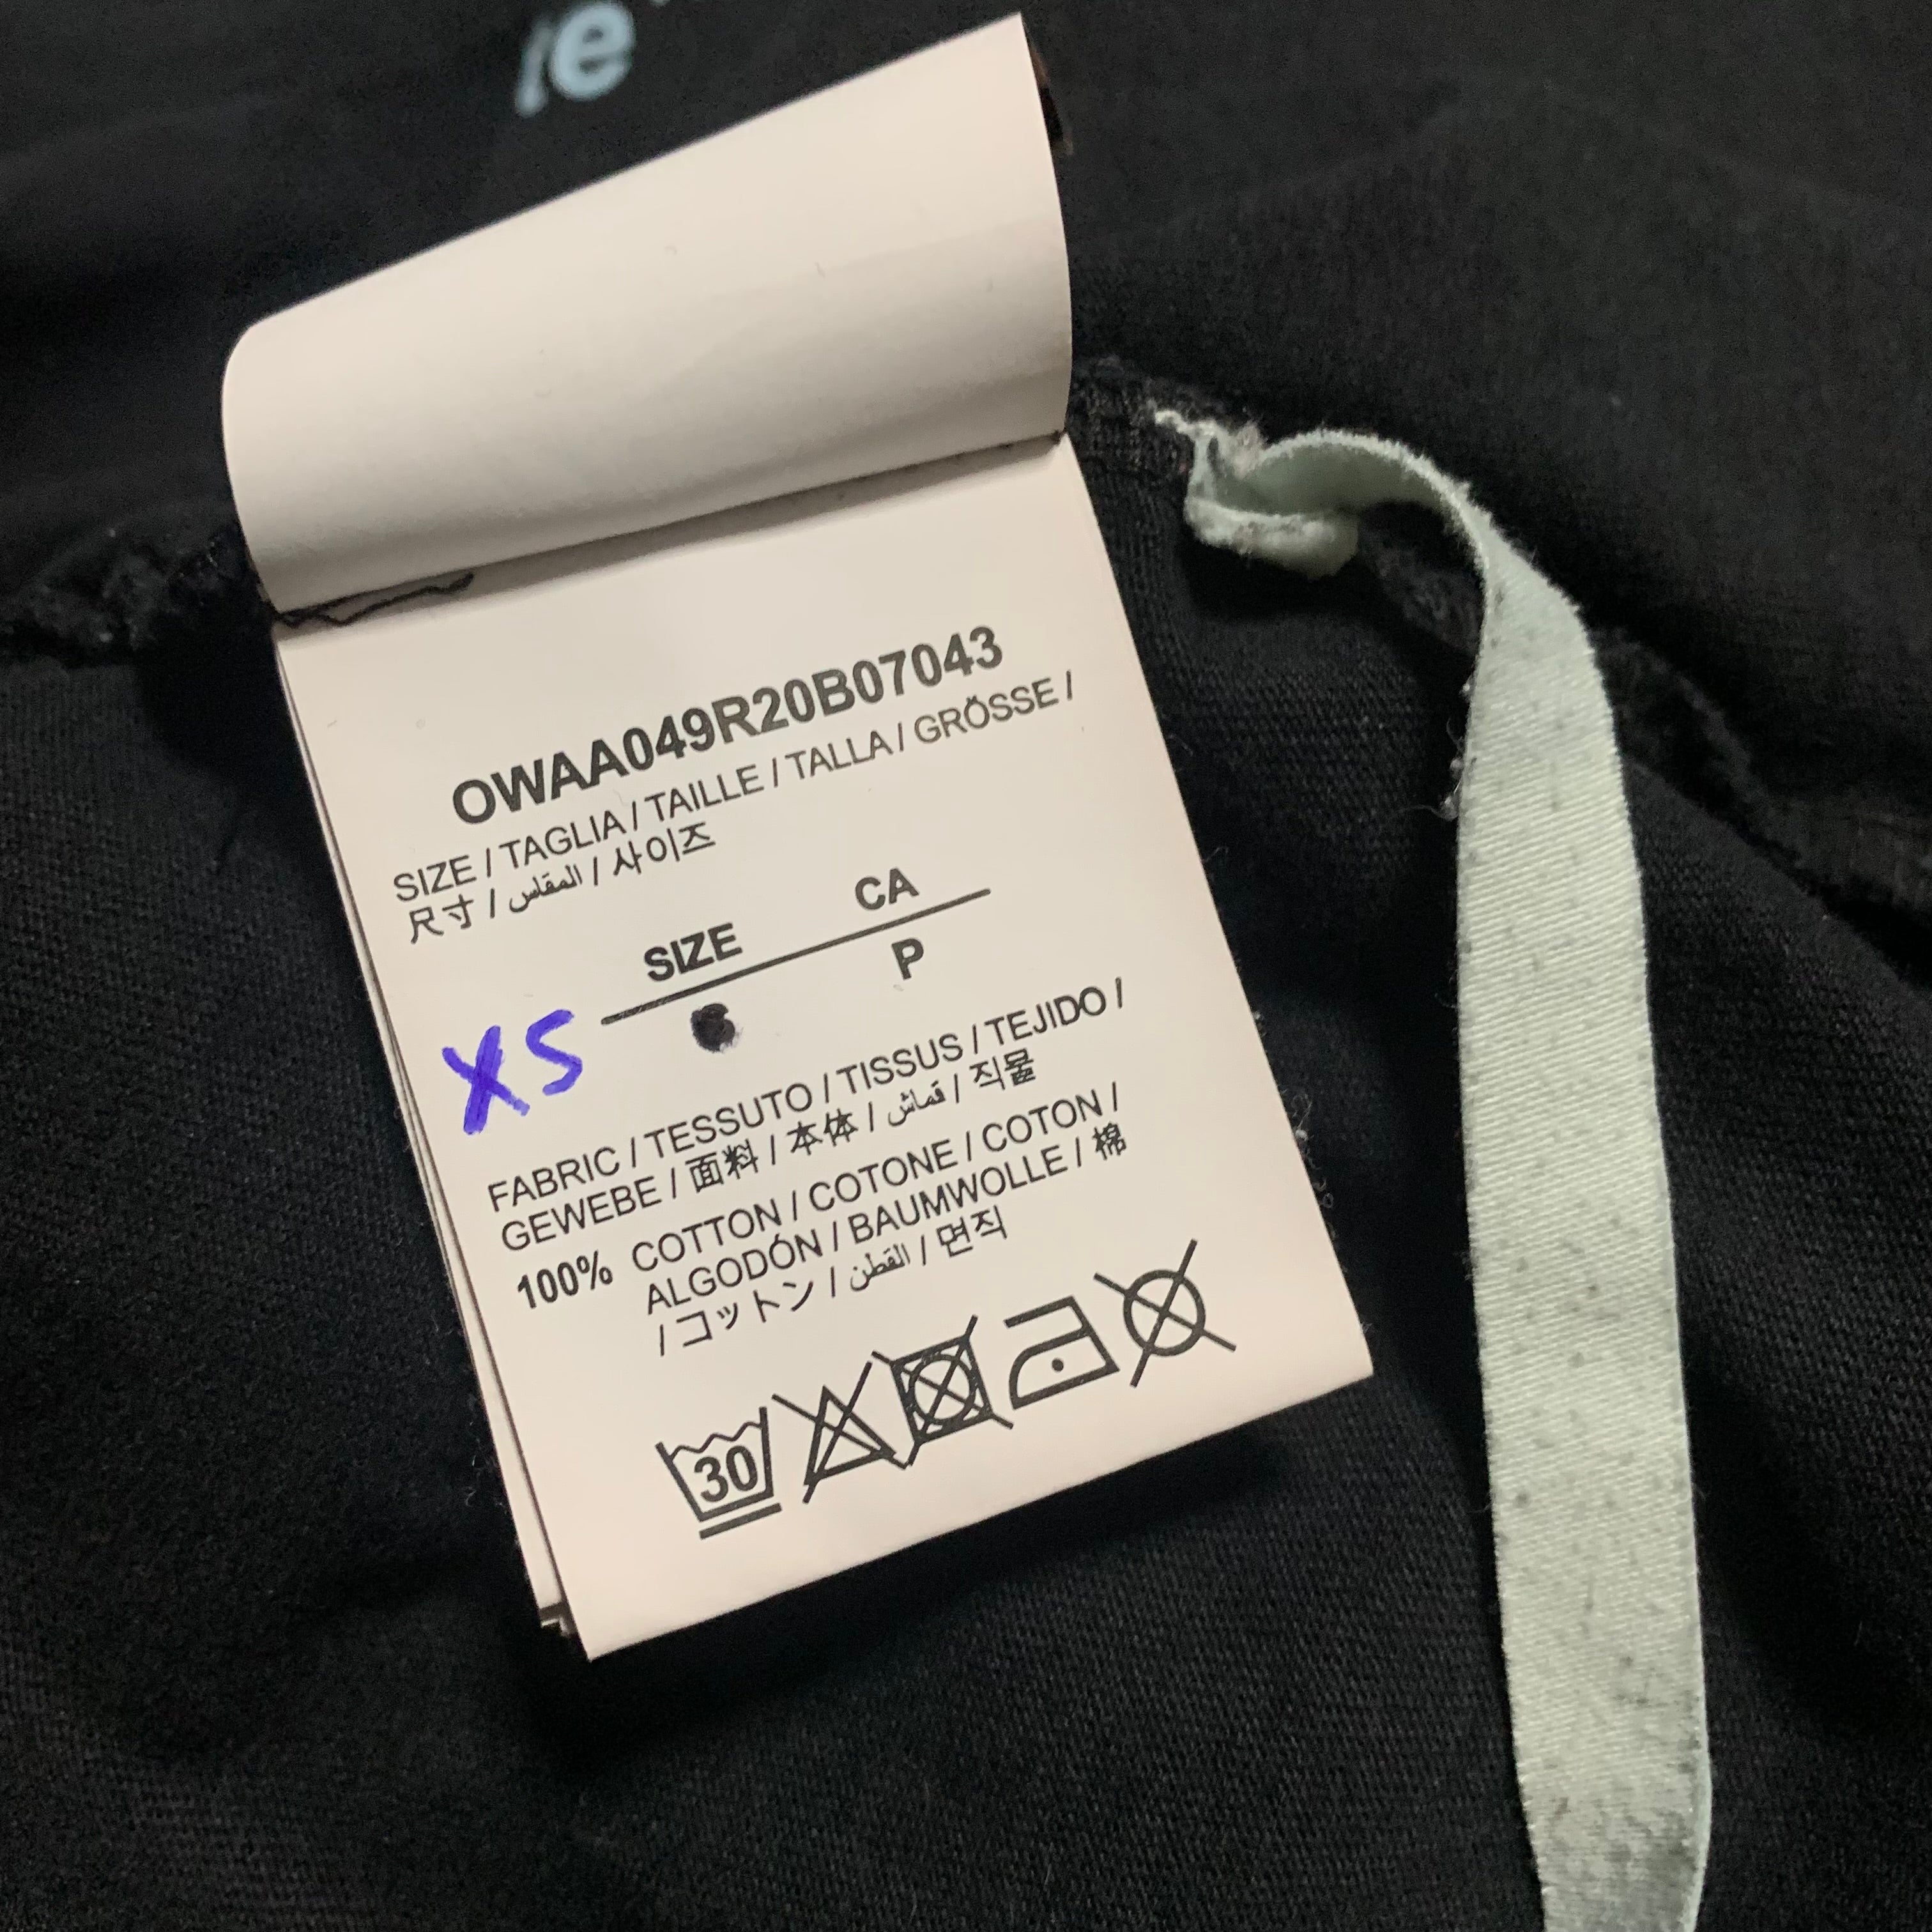 e
OWAA049R20B07043
SIZE / TAGLIA / TAILLE / TALLA / GRÖSSE /
尺寸 / المقاس / 사이즈
SIZE CA
XS P
FABRIC / TESSUTO / TISSUS / TEJIDO /
GEWEBE / 面料 / 本体 / قماش / 직물
100% COTTON / COTONE / COTON /
ALGODÓN / BAUMWOLLE / 棉
/ コットン / القطن / 면직
30